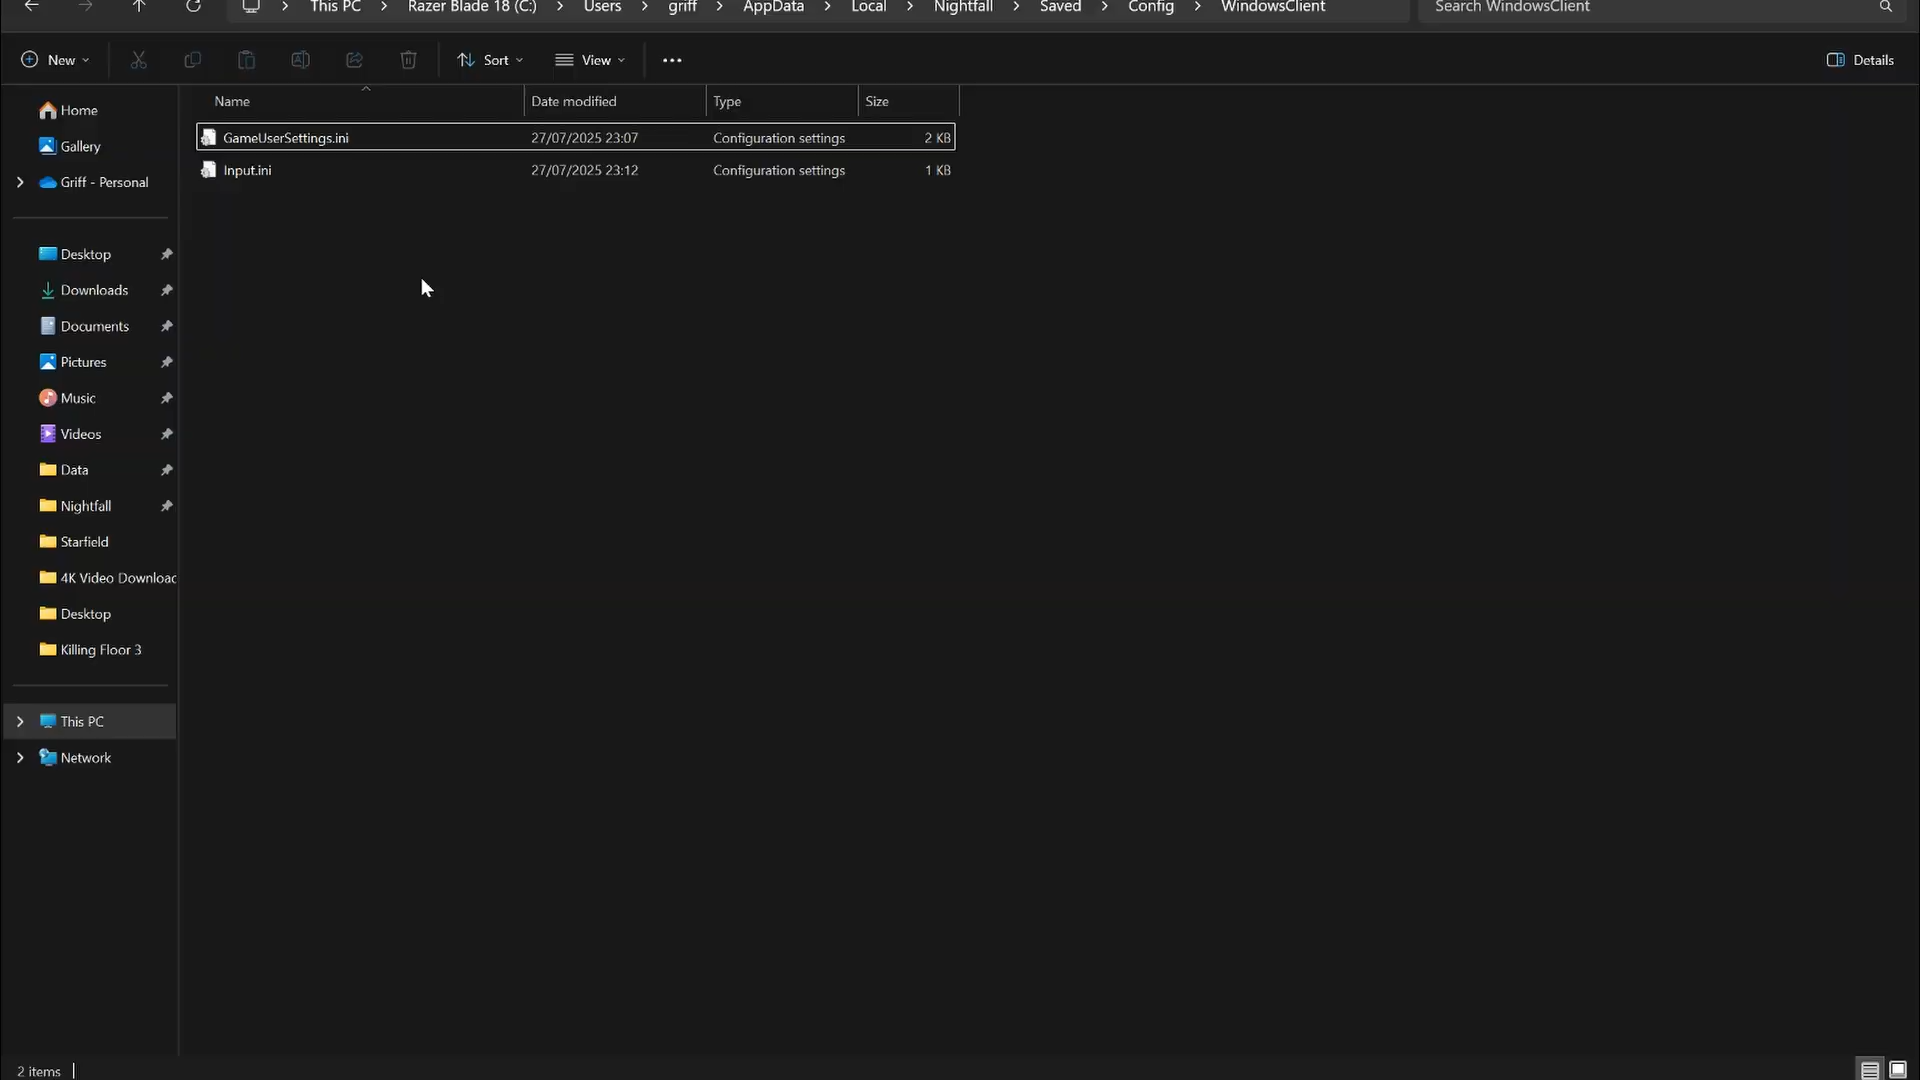 This PC > Razer Blade 18 (C:) > Users > griff > AppData > Local > Nightfall > Saved > Config > WindowsClient
Search WindowsClient
New
Sort
View
Details
Name
Date modified
Type
Size
GameUserSettings.ini 27/07/2025 23:07 Configuration settings 2 KB
Input.ini 27/07/2025 23:12 Configuration settings 1 KB
Home
Gallery
Griff - Personal
Desktop
Downloads
Documents
Pictures
Music
Videos
Data
Nightfall
Starfield
4K Video Downloac
Desktop
Killing Floor 3
This PC
Network
2 items